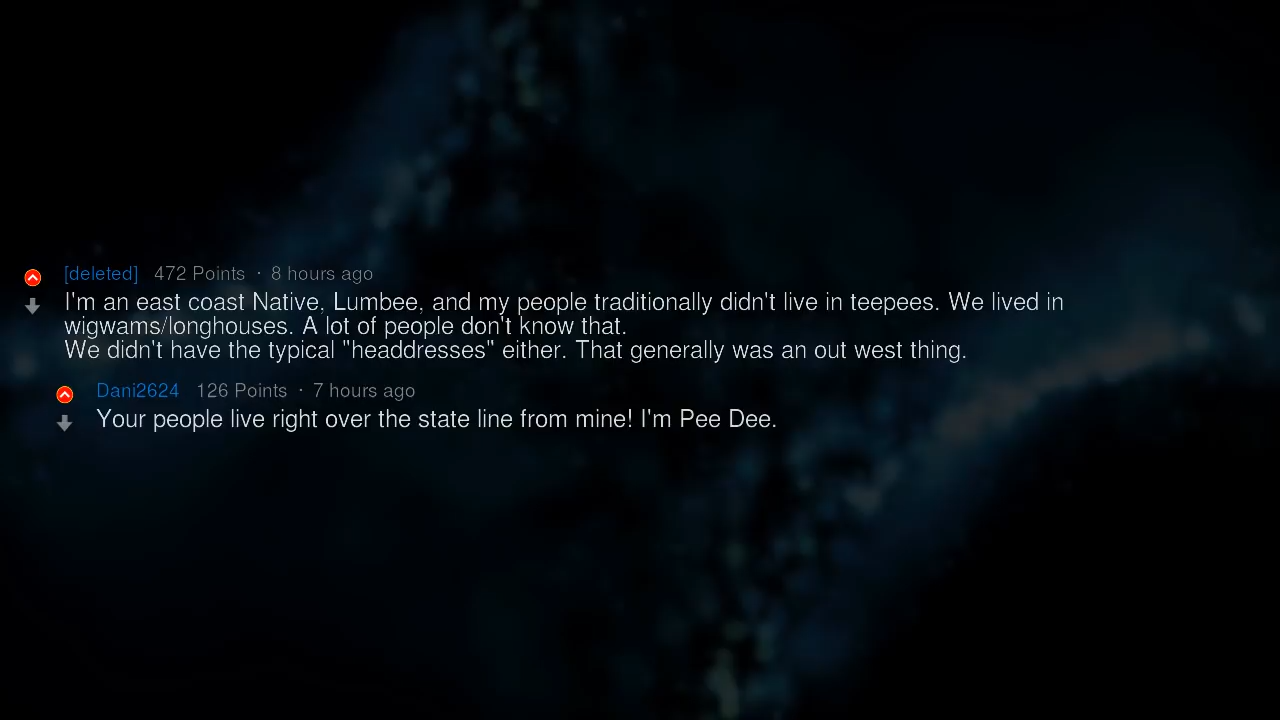 [deleted] 472 Points · 8 hours ago
I'm an east coast Native, Lumbee, and my people traditionally didn't live in teepees. We lived in
wigwams/longhouses. A lot of people don't know that.
We didn't have the typical "headdresses" either. That generally was an out west thing.
Dani2624 126 Points · 7 hours ago
Your people live right over the state line from mine! I'm Pee Dee.